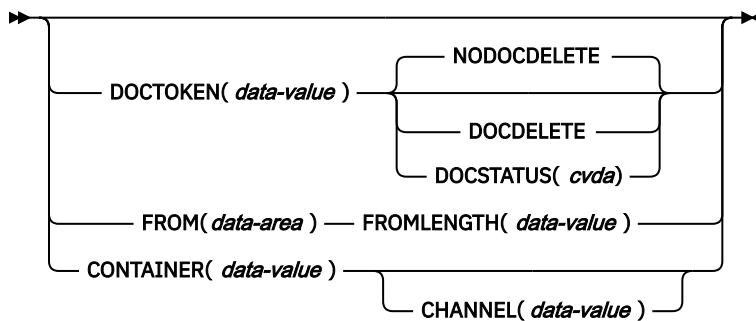 NODOCDELETE
DOCTOKEN( data-value )
DOCDELETE
DOCSTATUS( cvda)
FROM( data-area ) FROMLENGTH( data-value )
CONTAINER( data-value )
CHANNEL( data-value )